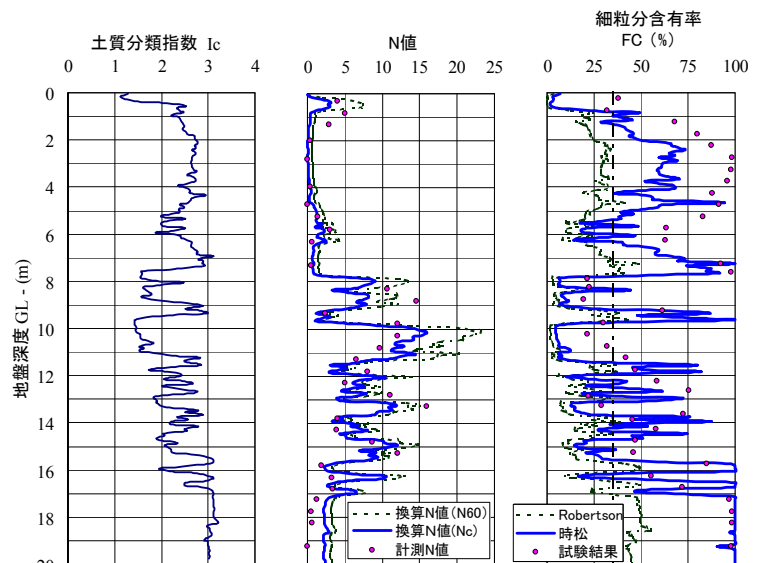 細粒分含有率
土質分類指数 Ic
N値
FC (%)
0 1 2 3 4
0 5 10 15 20 25
0 25 50 75 100
0
2
4
6
8
10
12
14
16
18
20
地盤深度 GL - (m)
換算N値(N60)
換算N値(Nc)
計測N値
Robertson
時松
試験結果